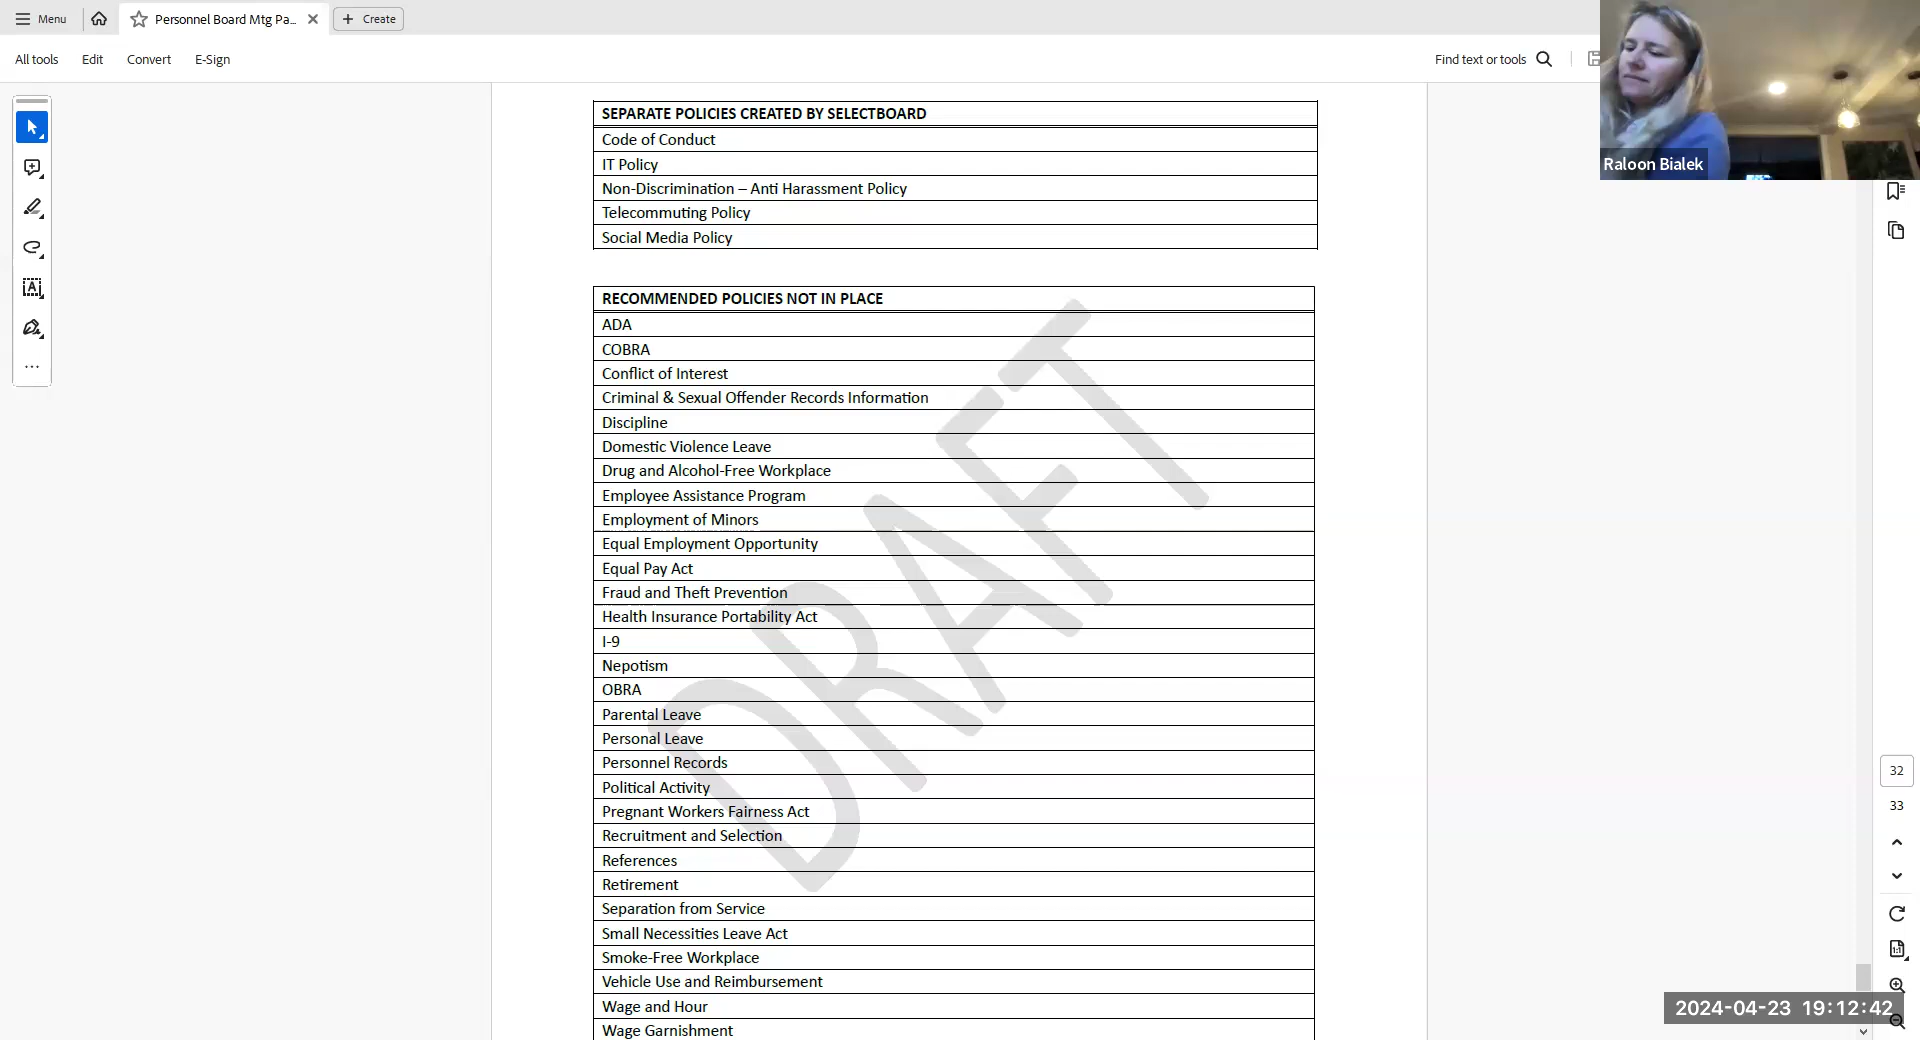 Menu
Personnel Board Mtg Pa...
Create
All tools
Edit
Convert
E-Sign
Find text or tools
Raloon Bialek
SEPARATE POLICIES CREATED BY SELECTBOARD
Code of Conduct
IT Policy
Non-Discrimination – Anti Harassment Policy
Telecommuting Policy
Social Media Policy
RECOMMENDED POLICIES NOT IN PLACE
ADA
COBRA
Conflict of Interest
Criminal & Sexual Offender Records Information
Discipline
Domestic Violence Leave
Drug and Alcohol-Free Workplace
Employee Assistance Program
Employment of Minors
Equal Employment Opportunity
Equal Pay Act
Fraud and Theft Prevention
Health Insurance Portability Act
I-9
Nepotism
OBRA
Parental Leave
Personal Leave
Personnel Records
Political Activity
Pregnant Workers Fairness Act
Recruitment and Selection
References
Retirement
Separation from Service
Small Necessities Leave Act
Smoke-Free Workplace
Vehicle Use and Reimbursement
Wage and Hour
Wage Garnishment
DRAFT
32
33
2024-04-23 19:12:42